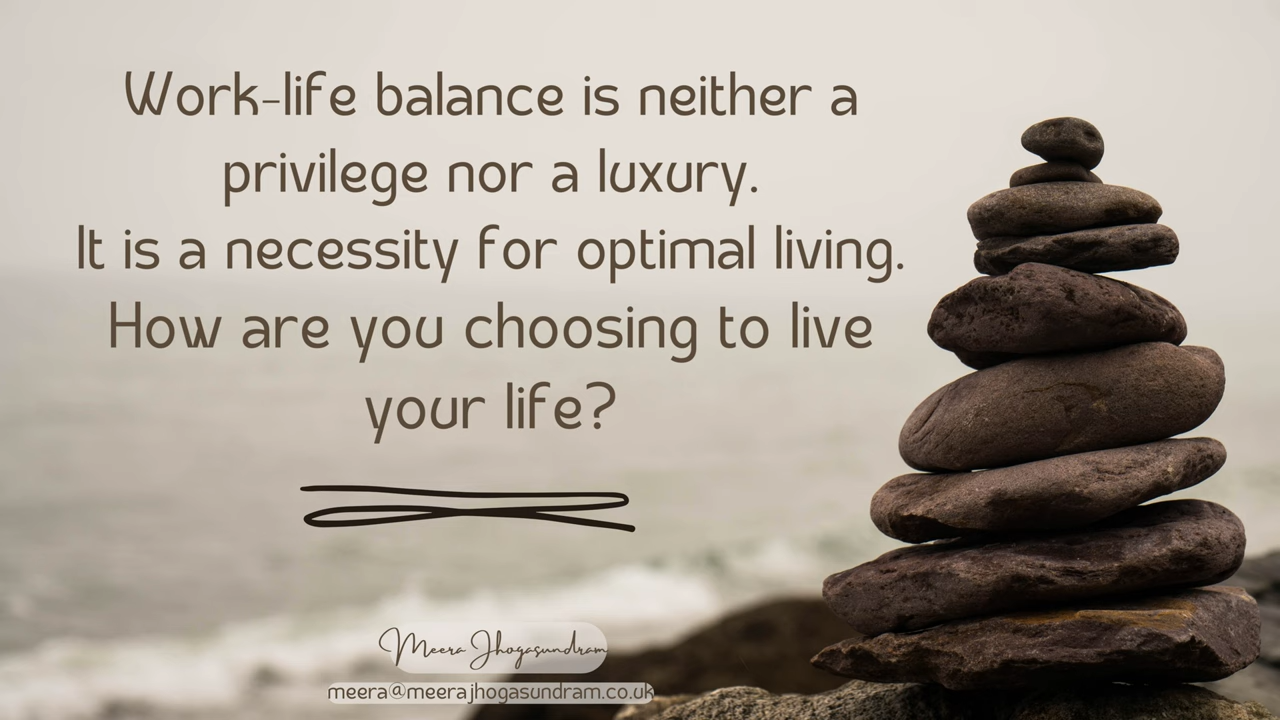 Work-life balance is neither a
privilege nor a luxury.
It is a necessity for optimal living.
How are you choosing to live
your life?
Meera Jhogasundram
meera@meerajhogasundram.co.uk